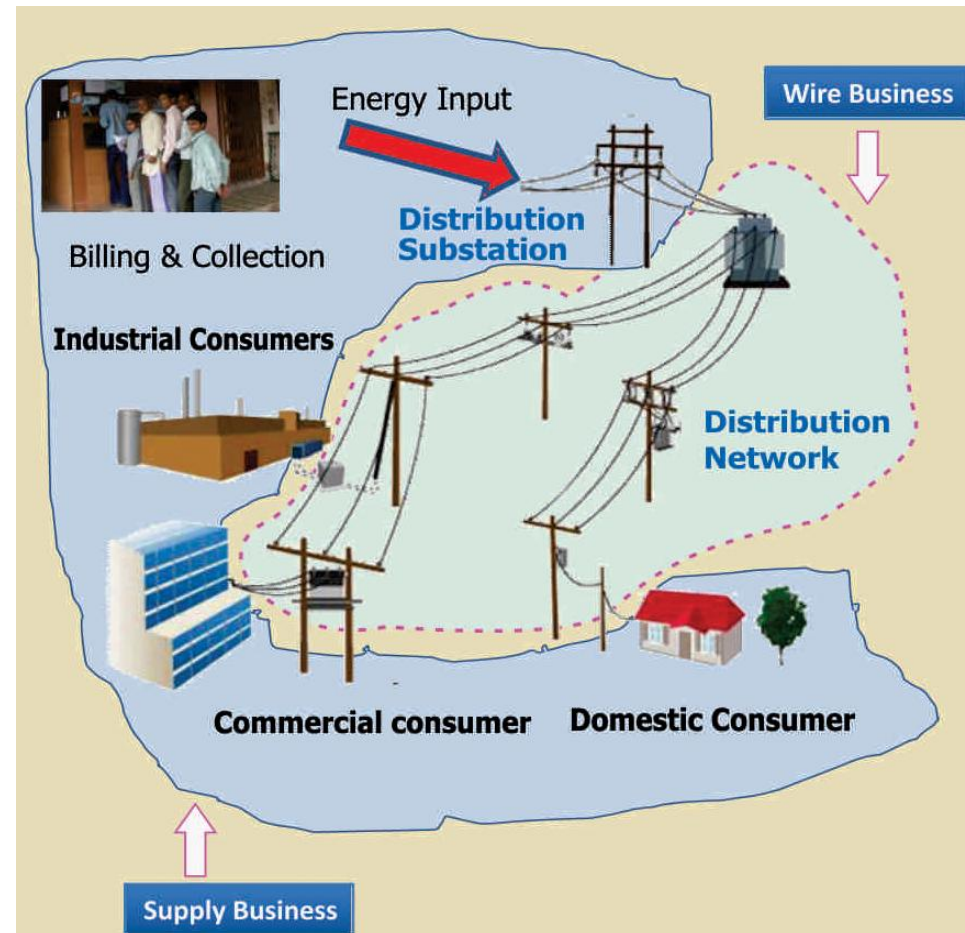 Energy Input
Wire Business
Distribution
Substation
Billing & Collection
Industrial Consumers
Distribution
Network
Commercial consumer
Domestic Consumer
Supply Business